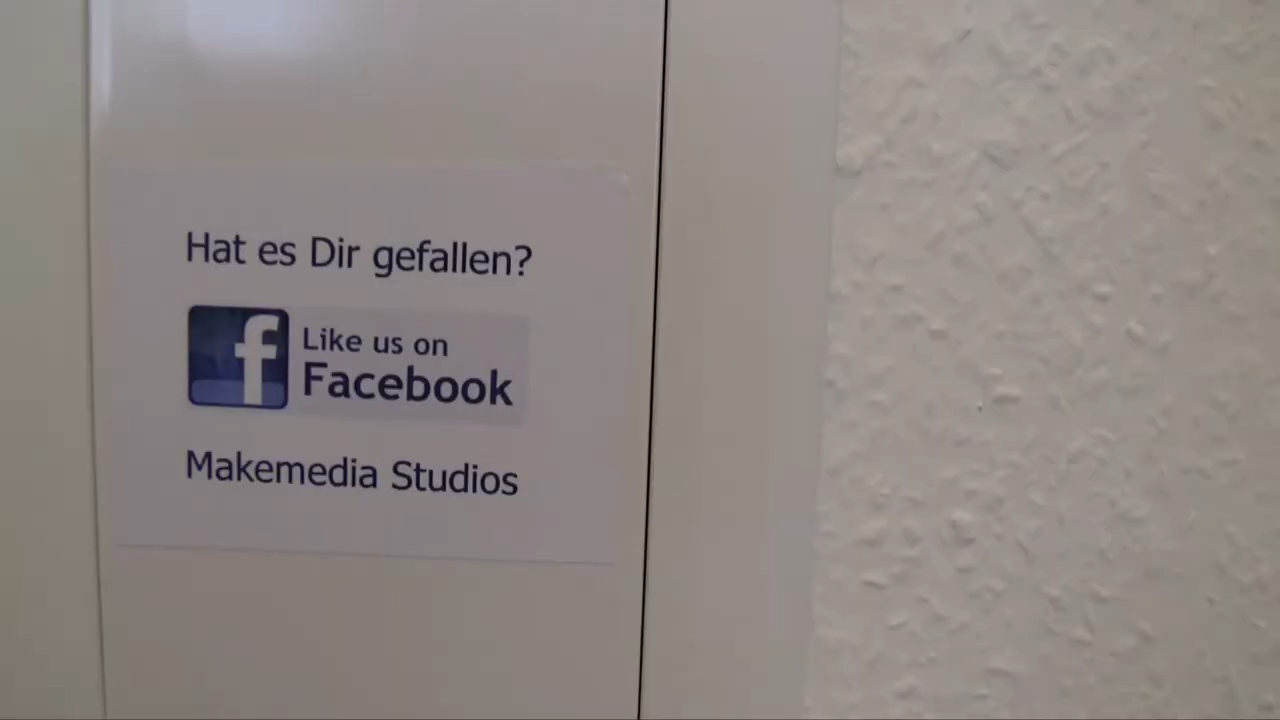 Hat es Dir gefallen?
Like us on
Facebook
Makemedia Studios